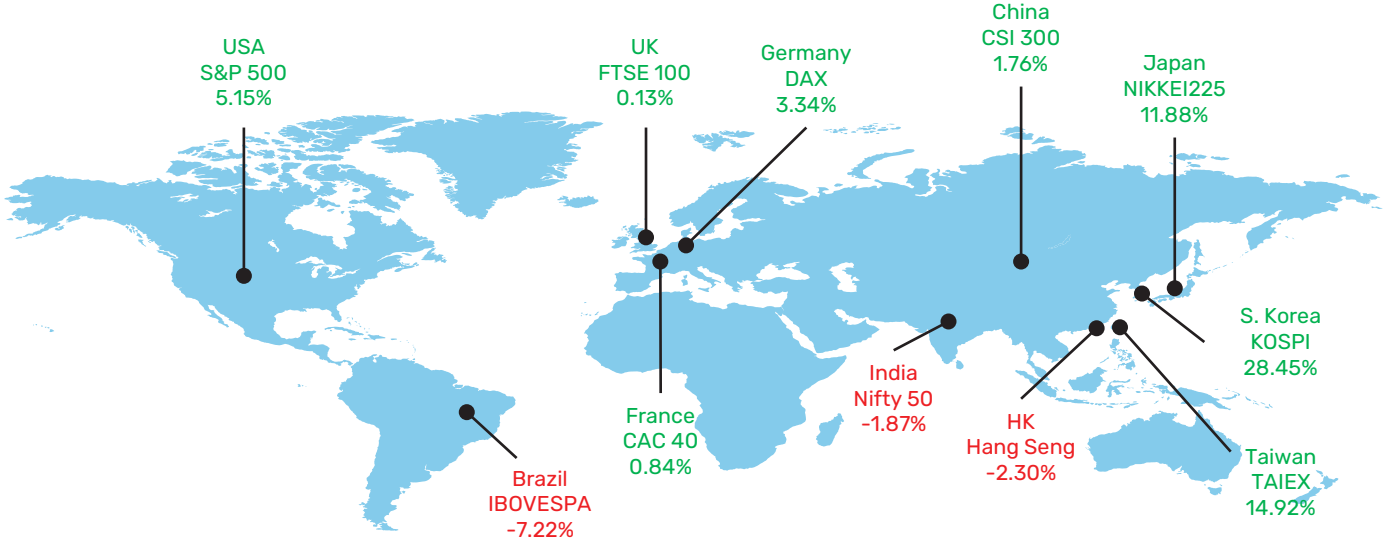 USA
S&P 500
5.15%
UK
FTSE 100
0.13%
Germany
DAX
3.34%
China
CSI 300
1.76%
Japan
NIKKEI225
11.88%
S. Korea
KOSPI
28.45%
India
Nifty 50
-1.87%
HK
Hang Seng
-2.30%
Taiwan
TAIEX
14.92%
France
CAC 40
0.84%
Brazil
IBOVESPA
-7.22%